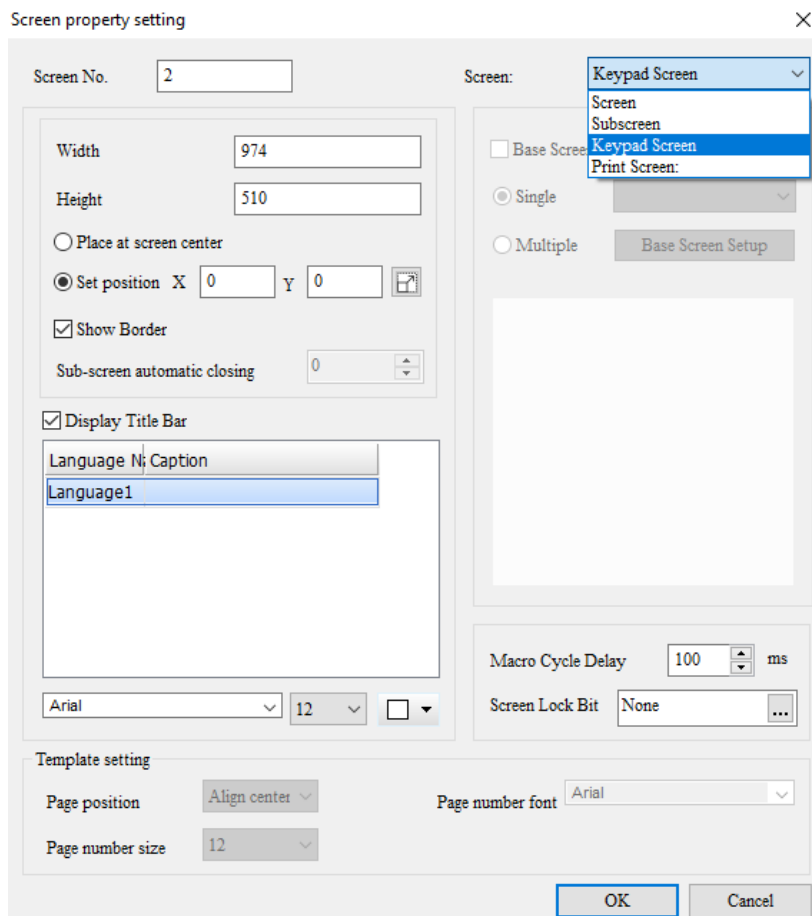 Screen property setting
Screen No. 2
Screen: Keypad Screen
Screen
Subscreen
Keypad Screen
Print Screen:
Width 974
Height 510
Place at screen center
Set position X 0 Y 0
Show Border
Sub-screen automatic closing 0
Display Title Bar
Language Caption
Language1
Arial 12
Base
Single
Multiple Base Screen Setup
Macro Cycle Delay 100 ms
Screen Lock Bit None ...
Template setting
Page position Align center
Page number font Arial
Page number size 12
OK Cancel